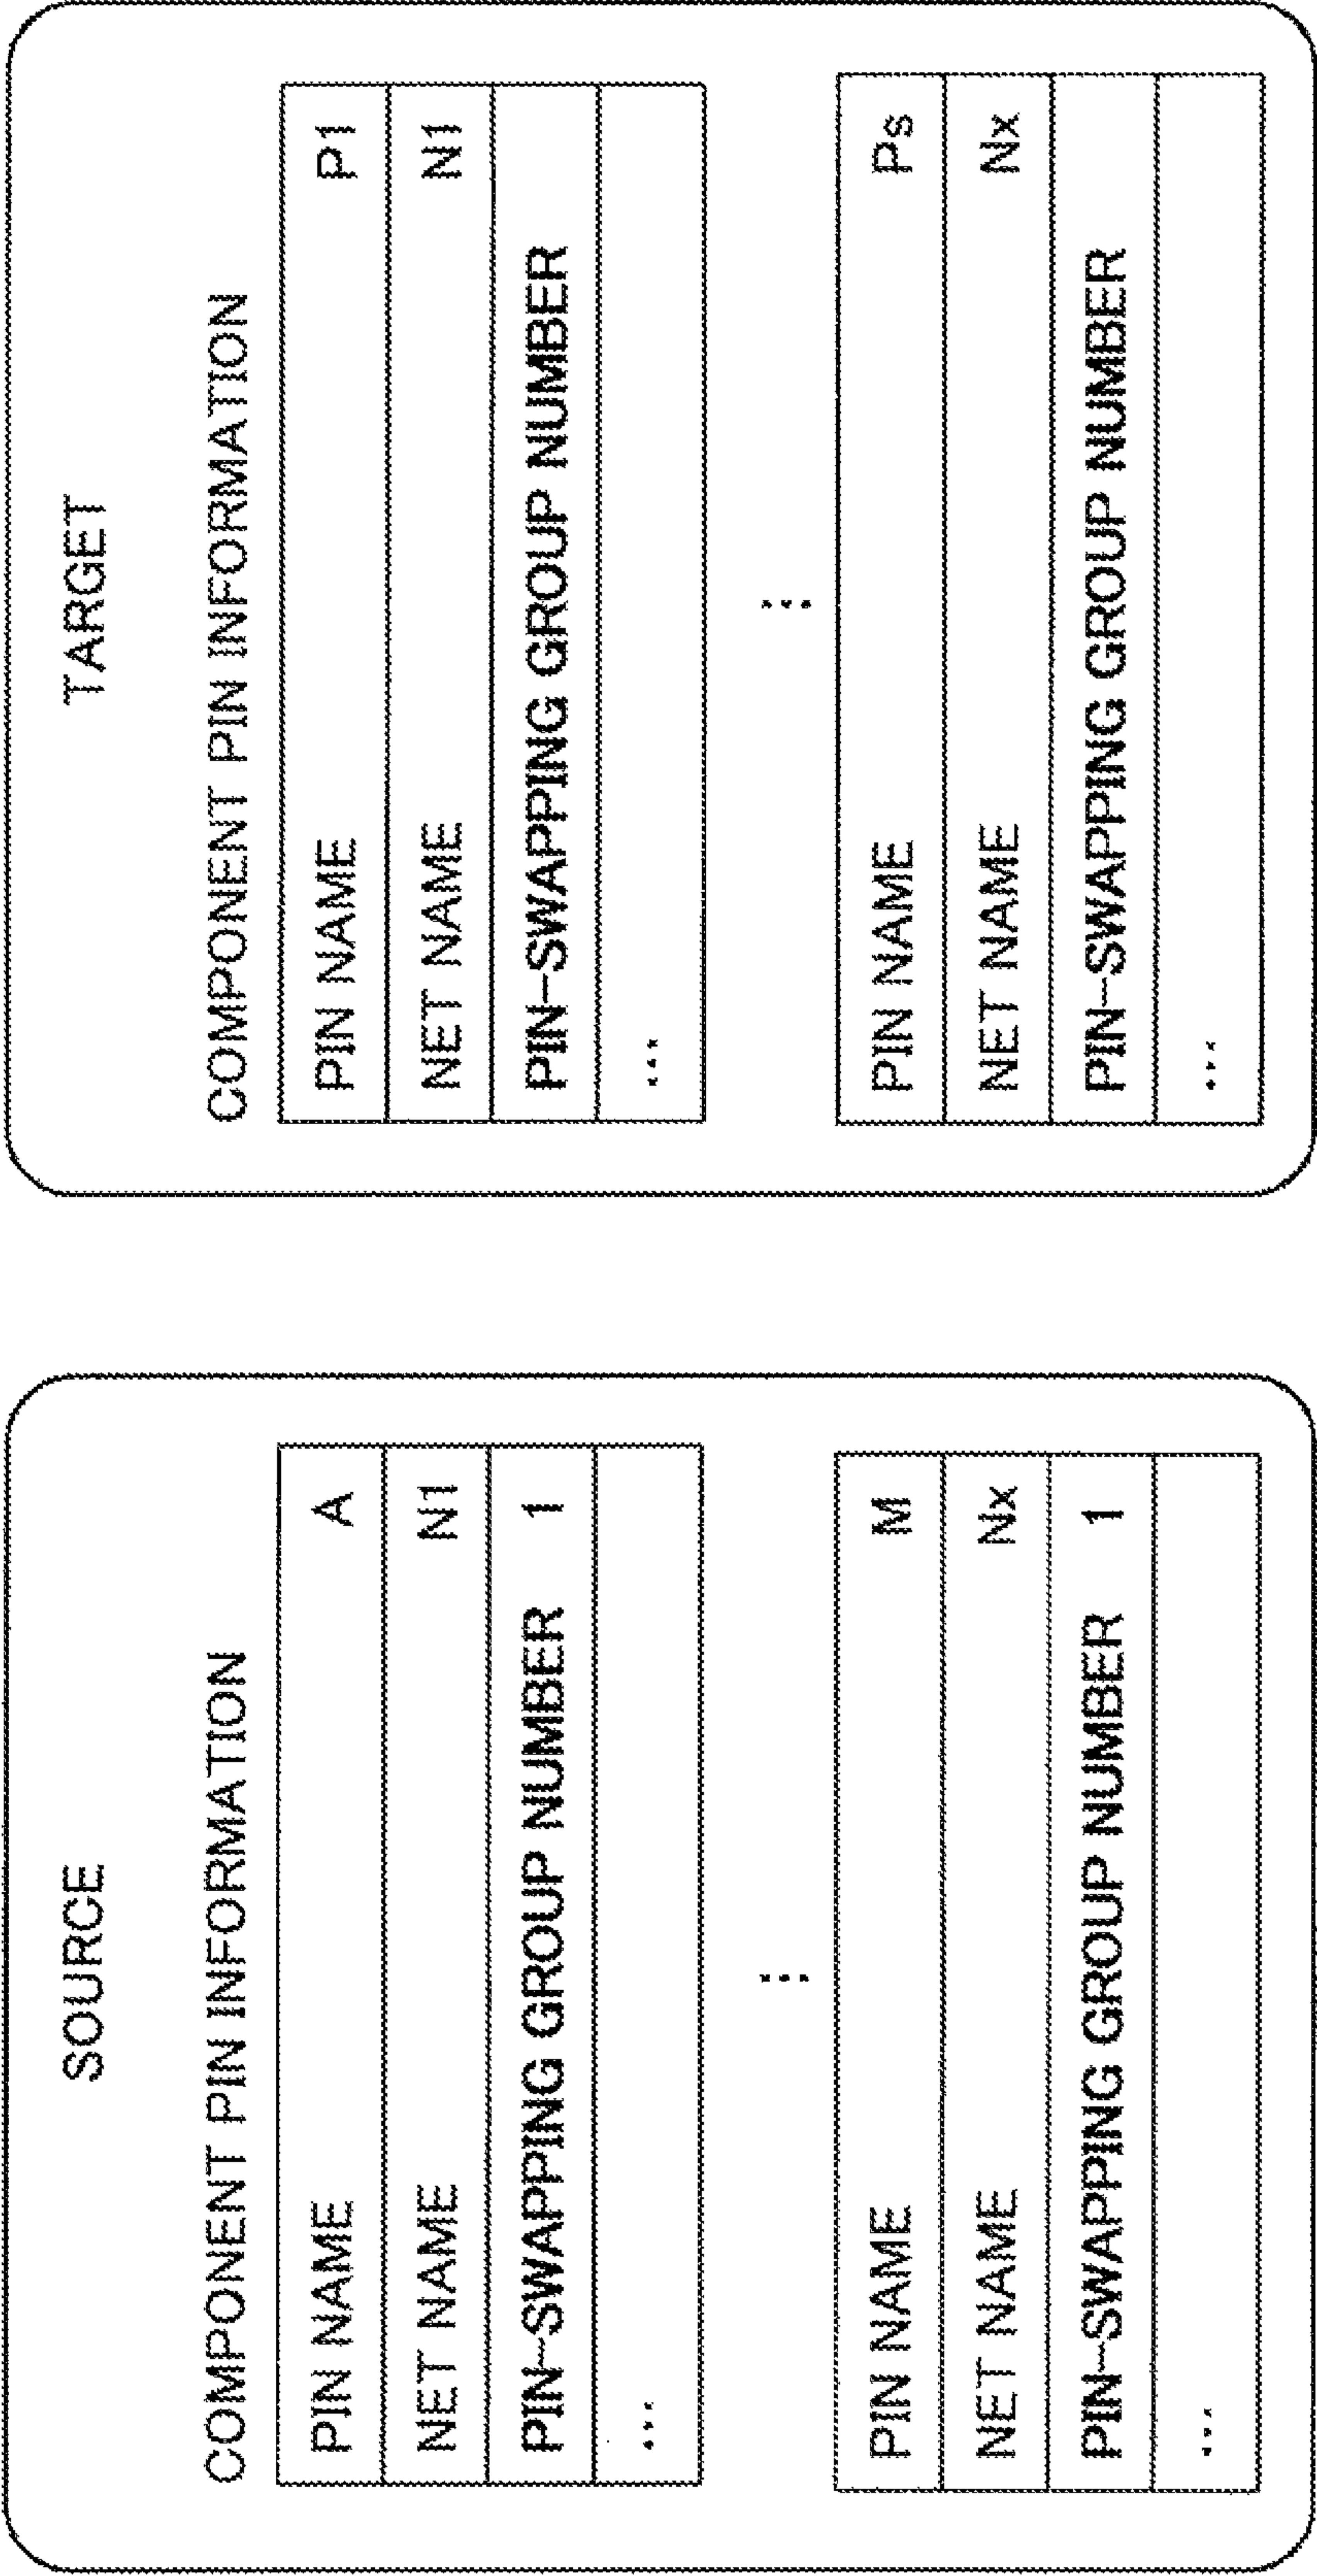 SOURCE
COMPONENT PIN INFORMATION
PIN NAME A
NET NAME N1
PIN-SWAPPING GROUP NUMBER 1
...
⋮
PIN NAME M
NET NAME Nx
PIN-SWAPPING GROUP NUMBER 1
...
TARGET
COMPONENT PIN INFORMATION
PIN NAME P1
NET NAME N1
PIN-SWAPPING GROUP NUMBER
...
⋮
PIN NAME Ps
NET NAME Nx
PIN-SWAPPING GROUP NUMBER
...